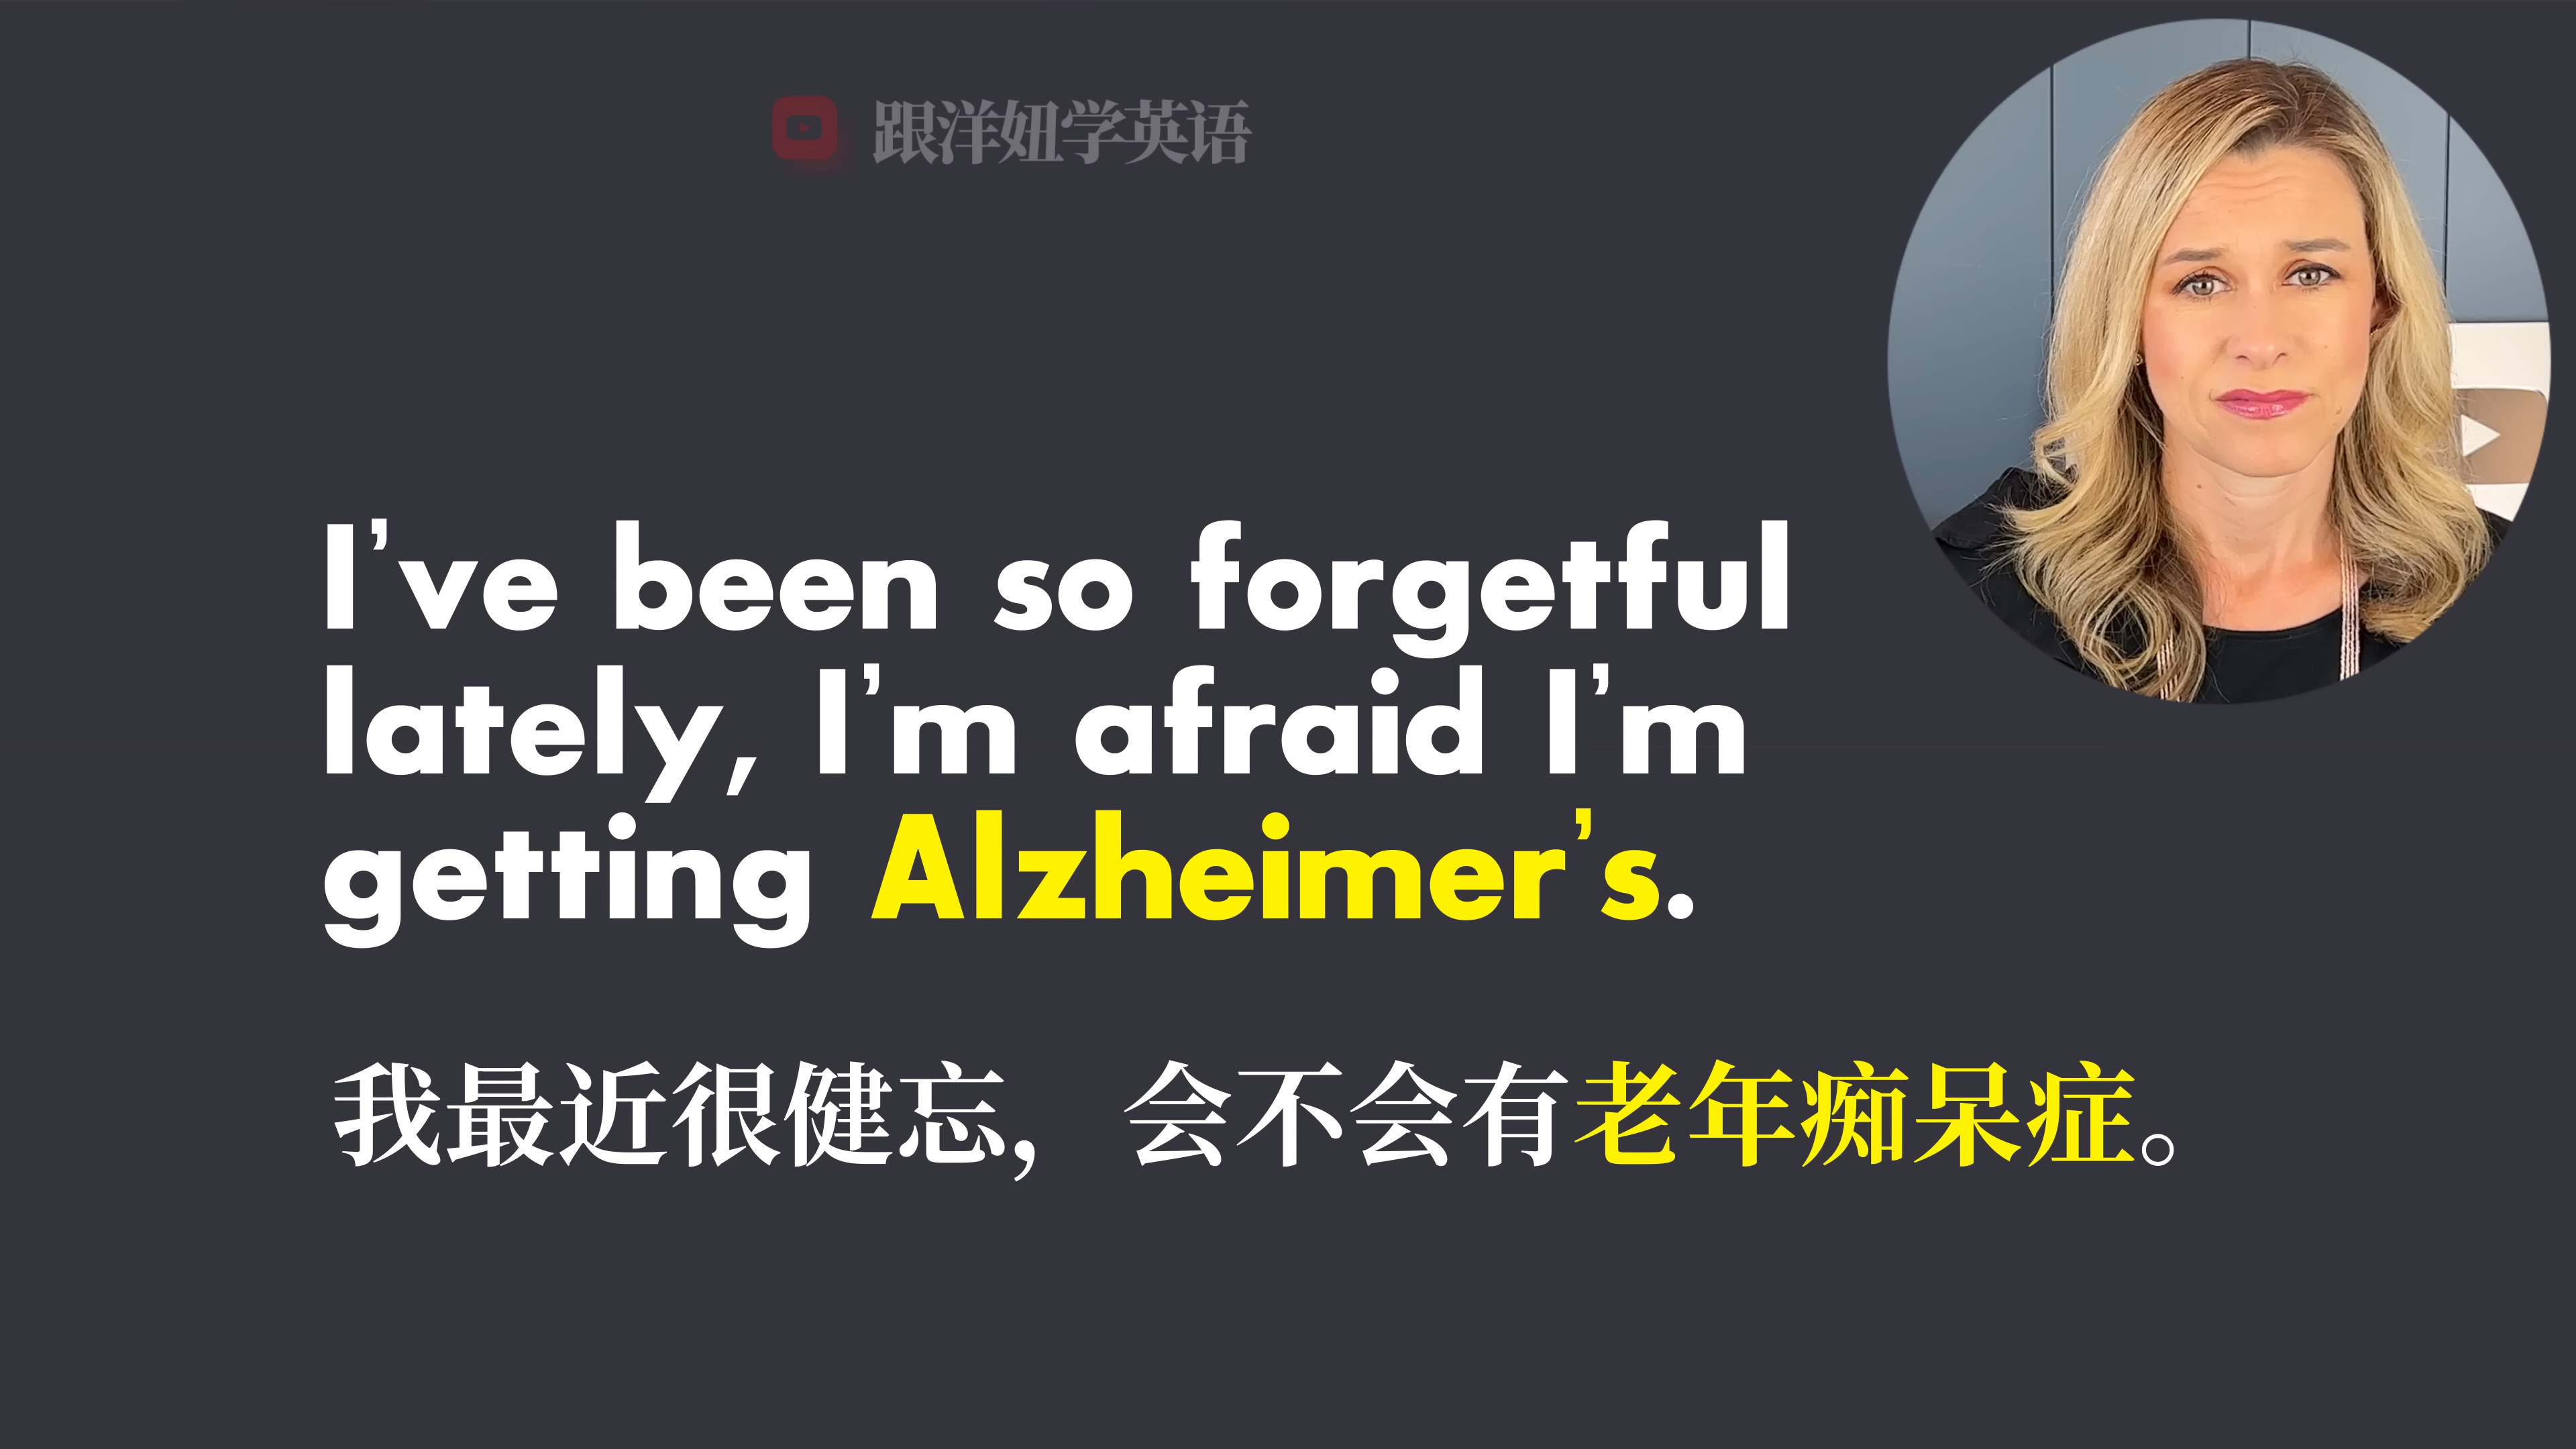 跟洋妞学英语
I’ve been so forgetful
lately, I’m afraid I’m
getting Alzheimer’s.
我最近很健忘，会不会有老年痴呆症。